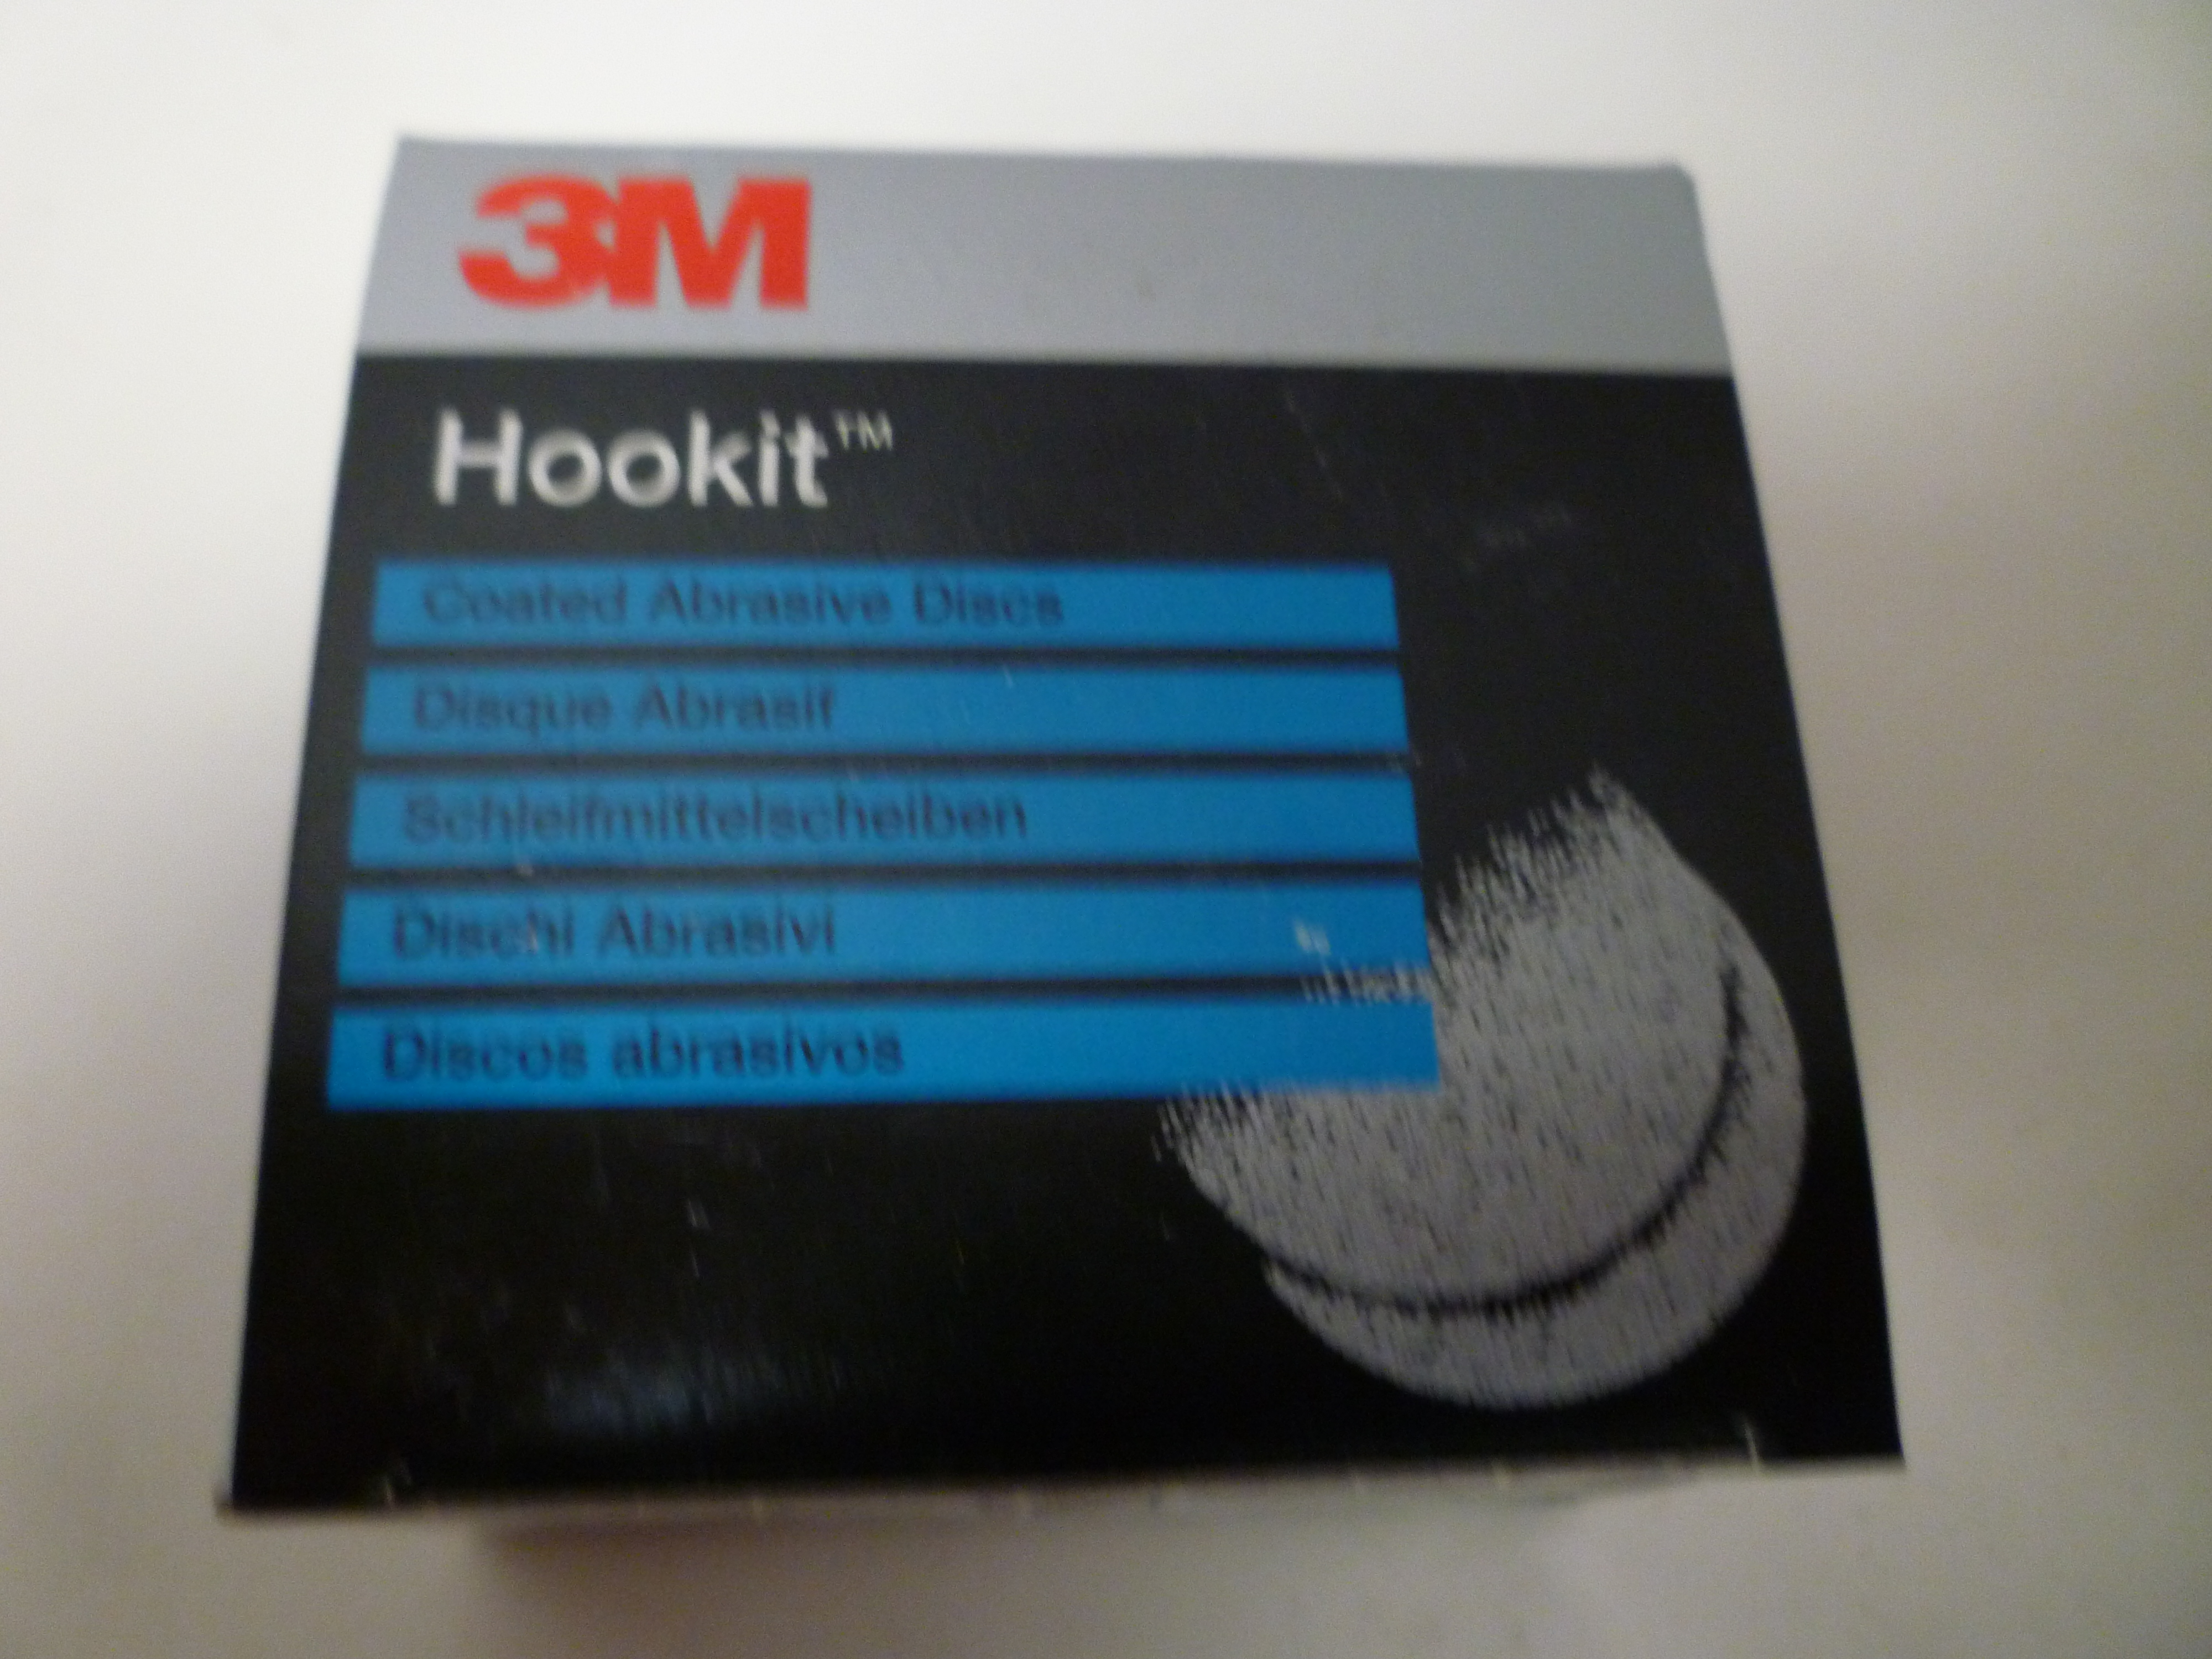 3M
Hookit™
Coated Abrasive Discs
Disque Abrasif
Schleifmittelscheiben
Dischi Abrasivi
Discos abrasivos